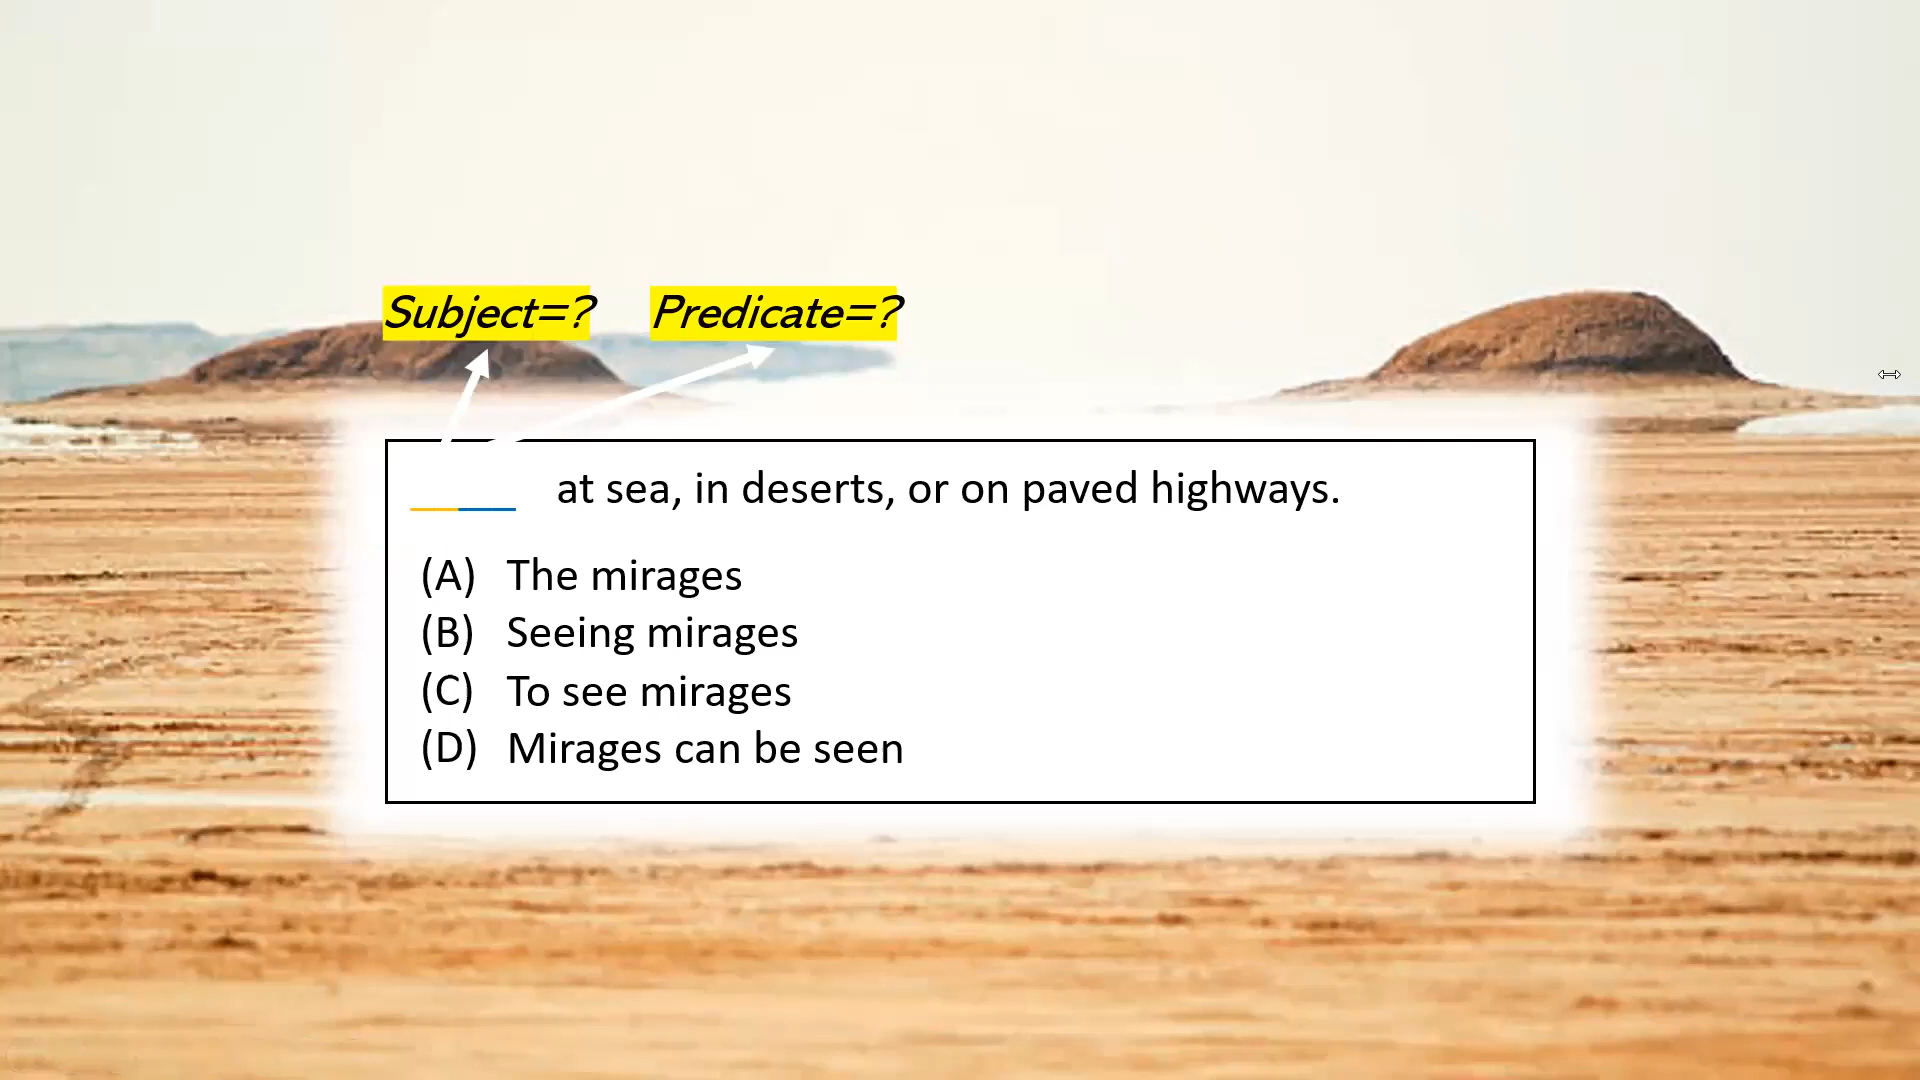 Subject=? Predicate=?
at sea, in deserts, or on paved highways.
(A) The mirages
(B) Seeing mirages
(C) To see mirages
(D) Mirages can be seen